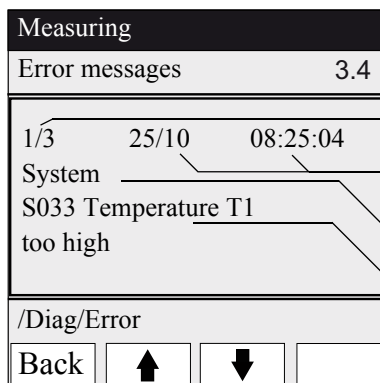 Measuring
Error messages 3.4
1/3 25/10 08:25:04
System
S033 Temperature T1
too high
/Diag/Error
Back